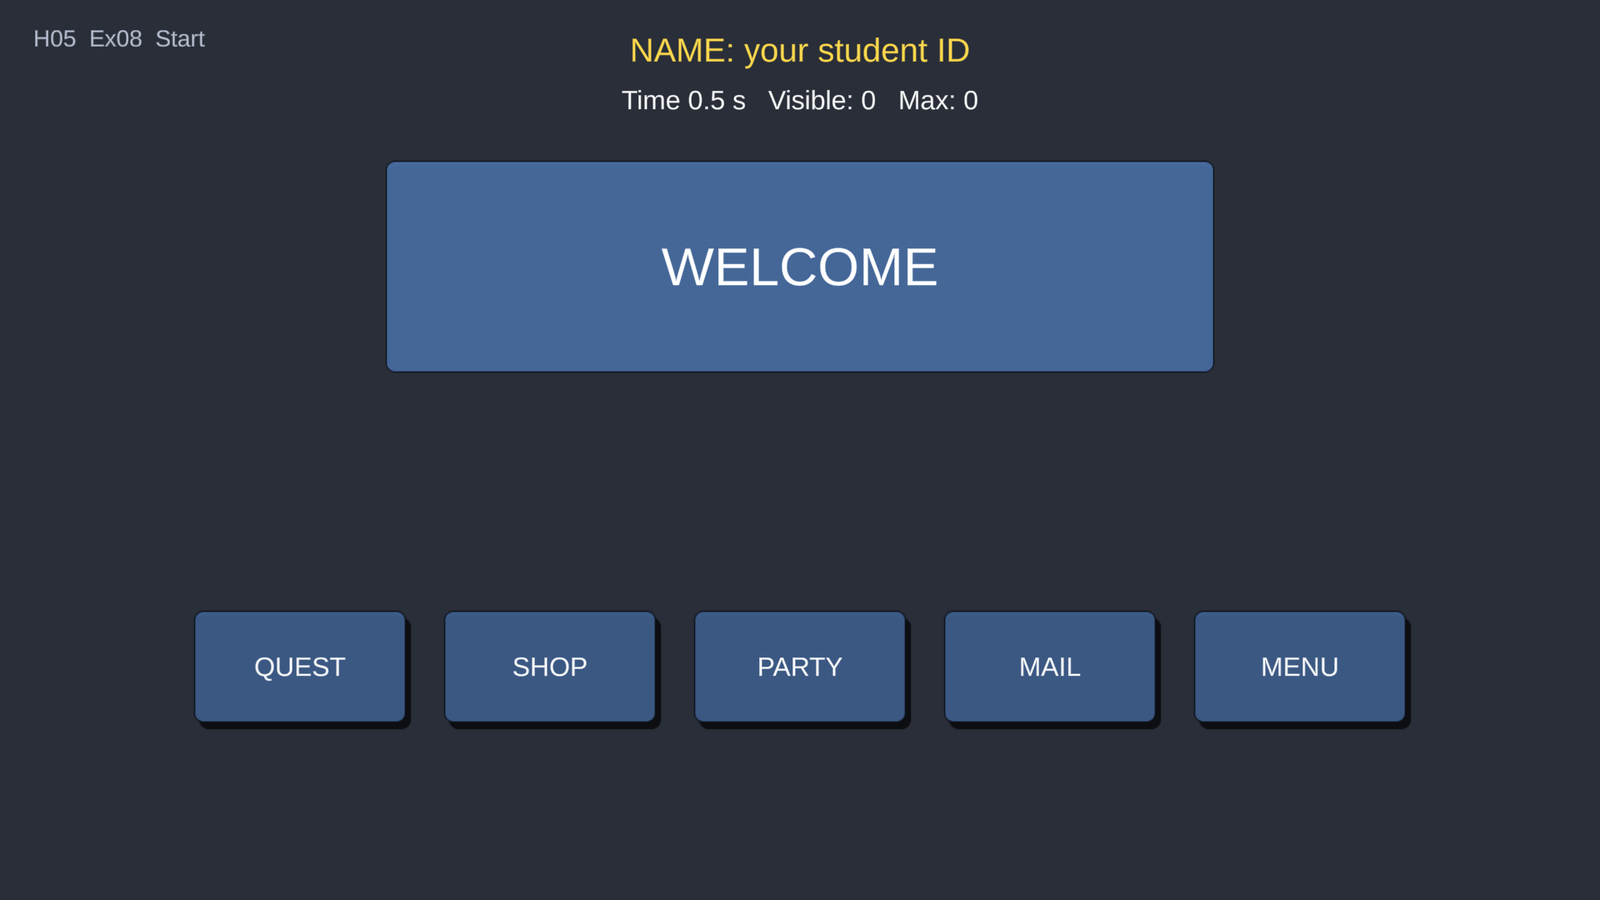 H05 Ex08 Start
NAME: your student ID
Time 0.5 s Visible: 0 Max: 0
WELCOME
QUEST
SHOP
PARTY
MAIL
MENU